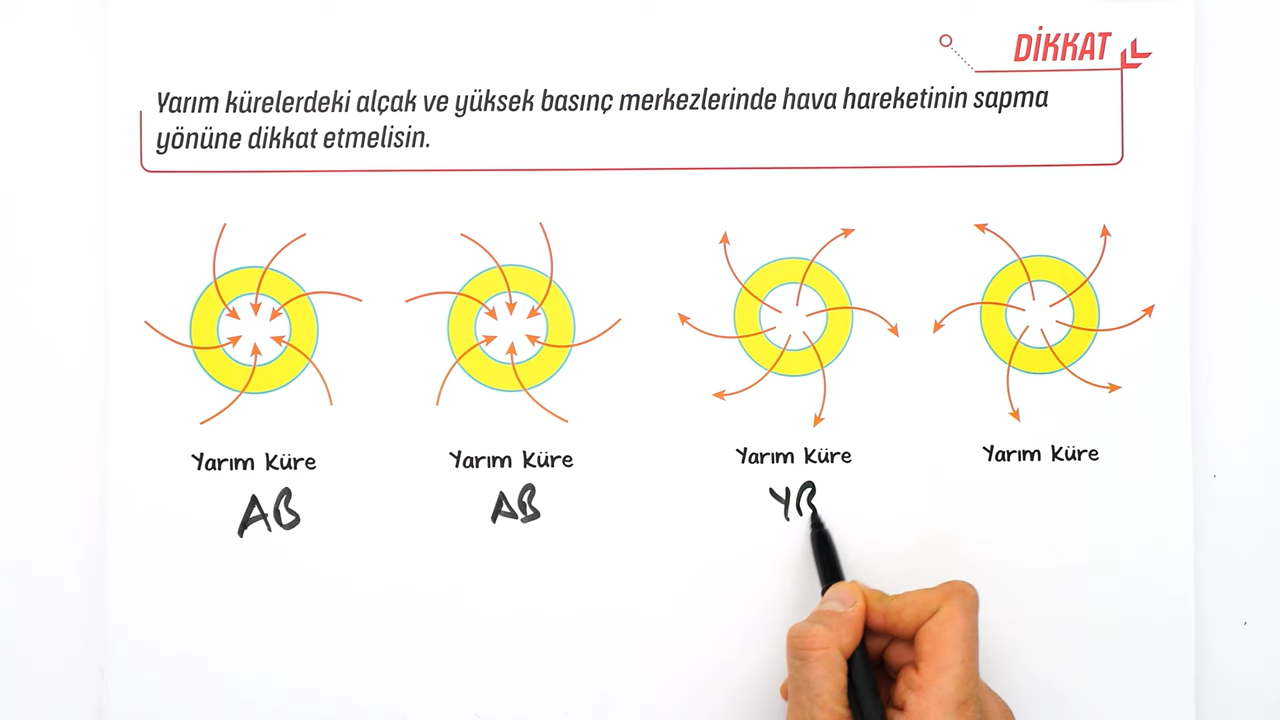 DİKKAT
Yarım kürelerdeki alçak ve yüksek basınç merkezlerinde hava hareketinin sapma
yönüne dikkat etmelisin.
Yarım Küre Yarım Küre Yarım Küre Yarım Küre
AB AB YB